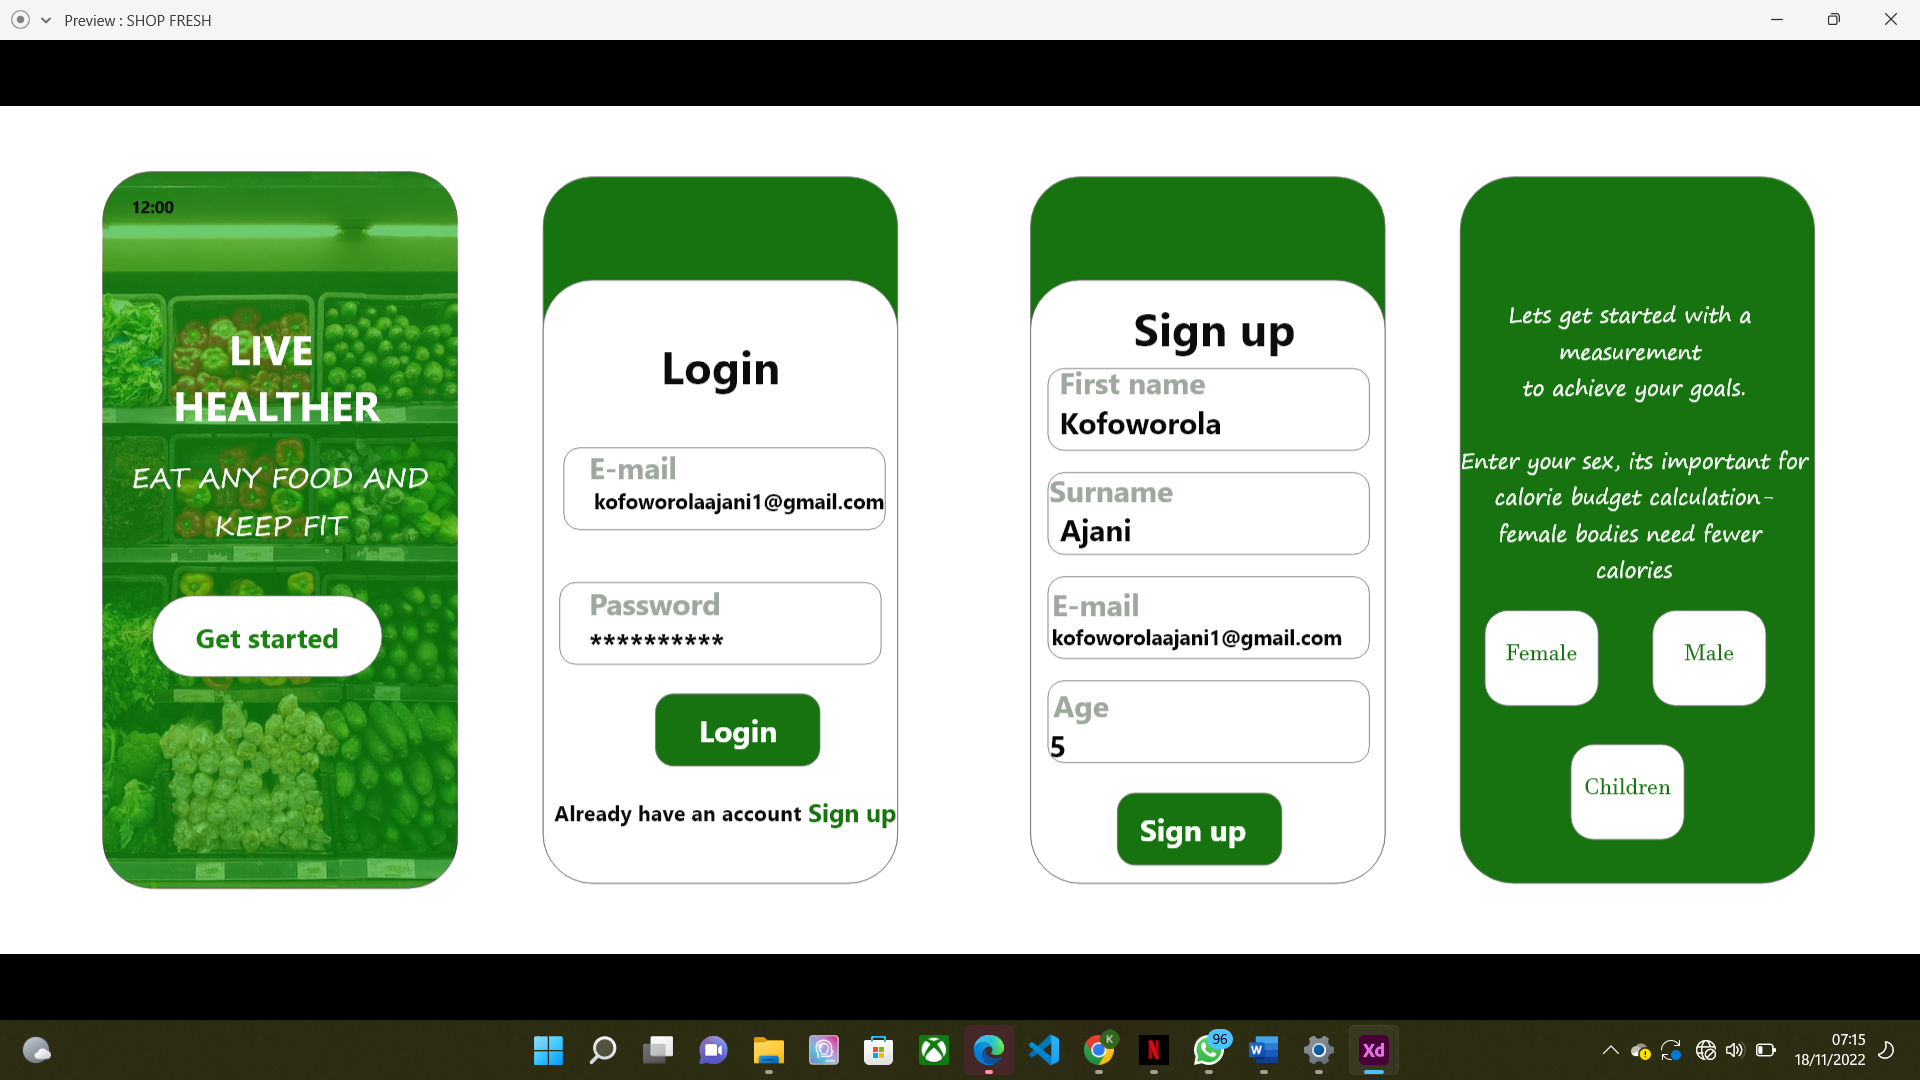 Preview : SHOP FRESH
12:00
LIVE
HEALTHER
EAT ANY FOOD AND
KEEP FIT
Get started
Login
E-mail
kofoworolaajani1@gmail.com
Password
**********
Login
Already have an account Sign up
Sign up
First name
Kofoworola
Surname
Ajani
E-mail
kofoworolaajani1@gmail.com
Age
5
Sign up
Lets get started with a
measurement
to achieve your goals.
Enter your sex, its important for
calorie budget calculation-
female bodies need fewer
calories
Female
Male
Children
K
N
96
W
Xd
07:15
18/11/2022